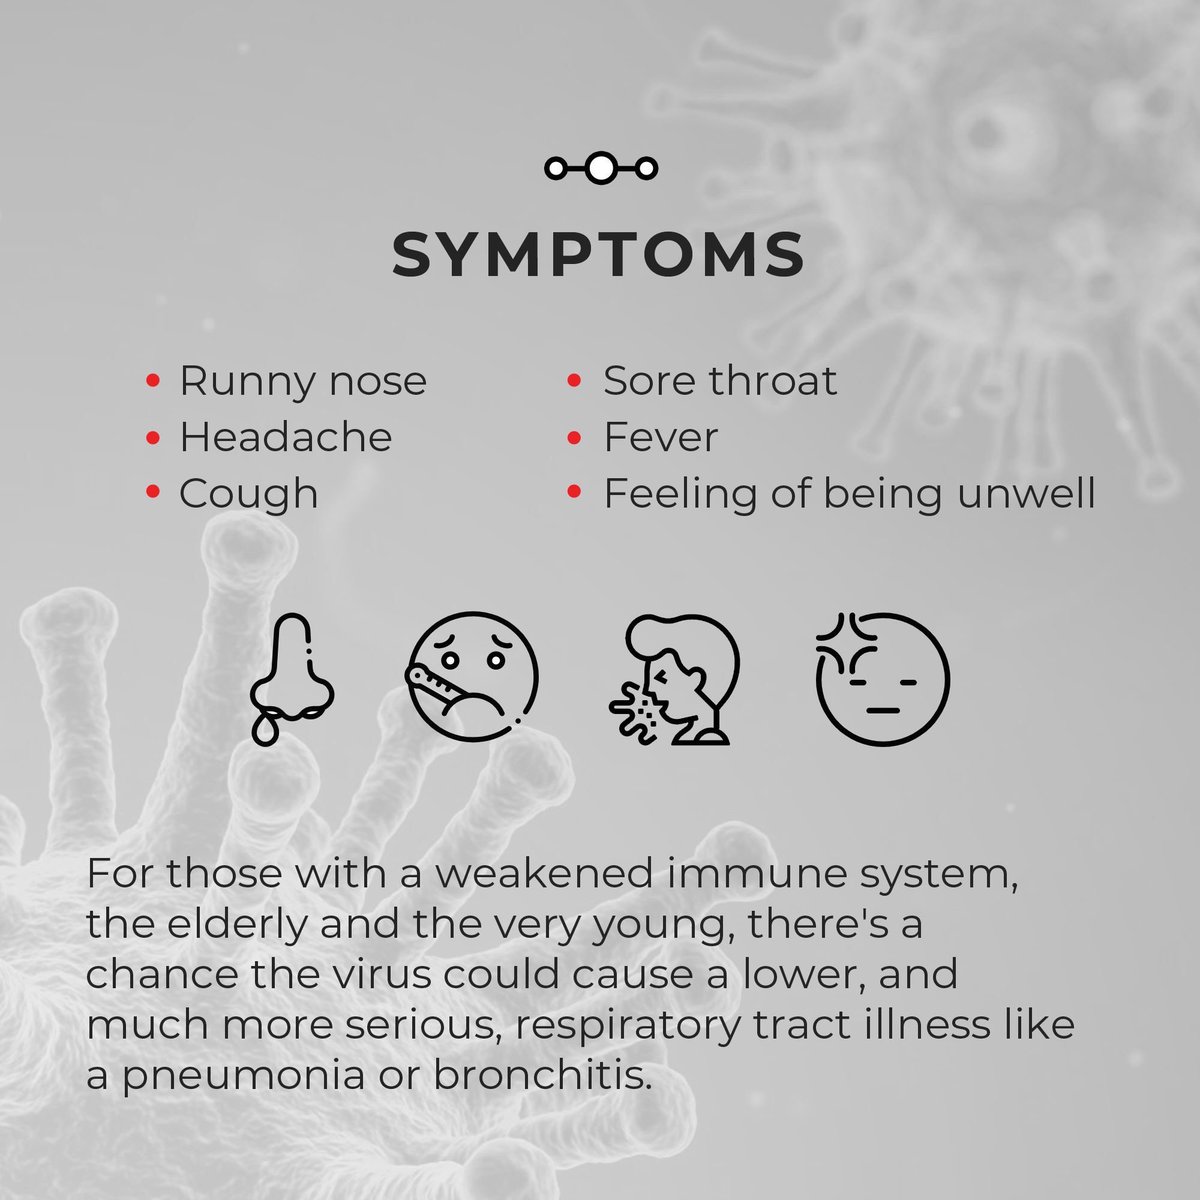 SYMPTOMS
• Runny nose
• Headache
• Cough
• Sore throat
• Fever
• Feeling of being unwell
For those with a weakened immune system,
the elderly and the very young, there's a
chance the virus could cause a lower, and
much more serious, respiratory tract illness like
a pneumonia or bronchitis.